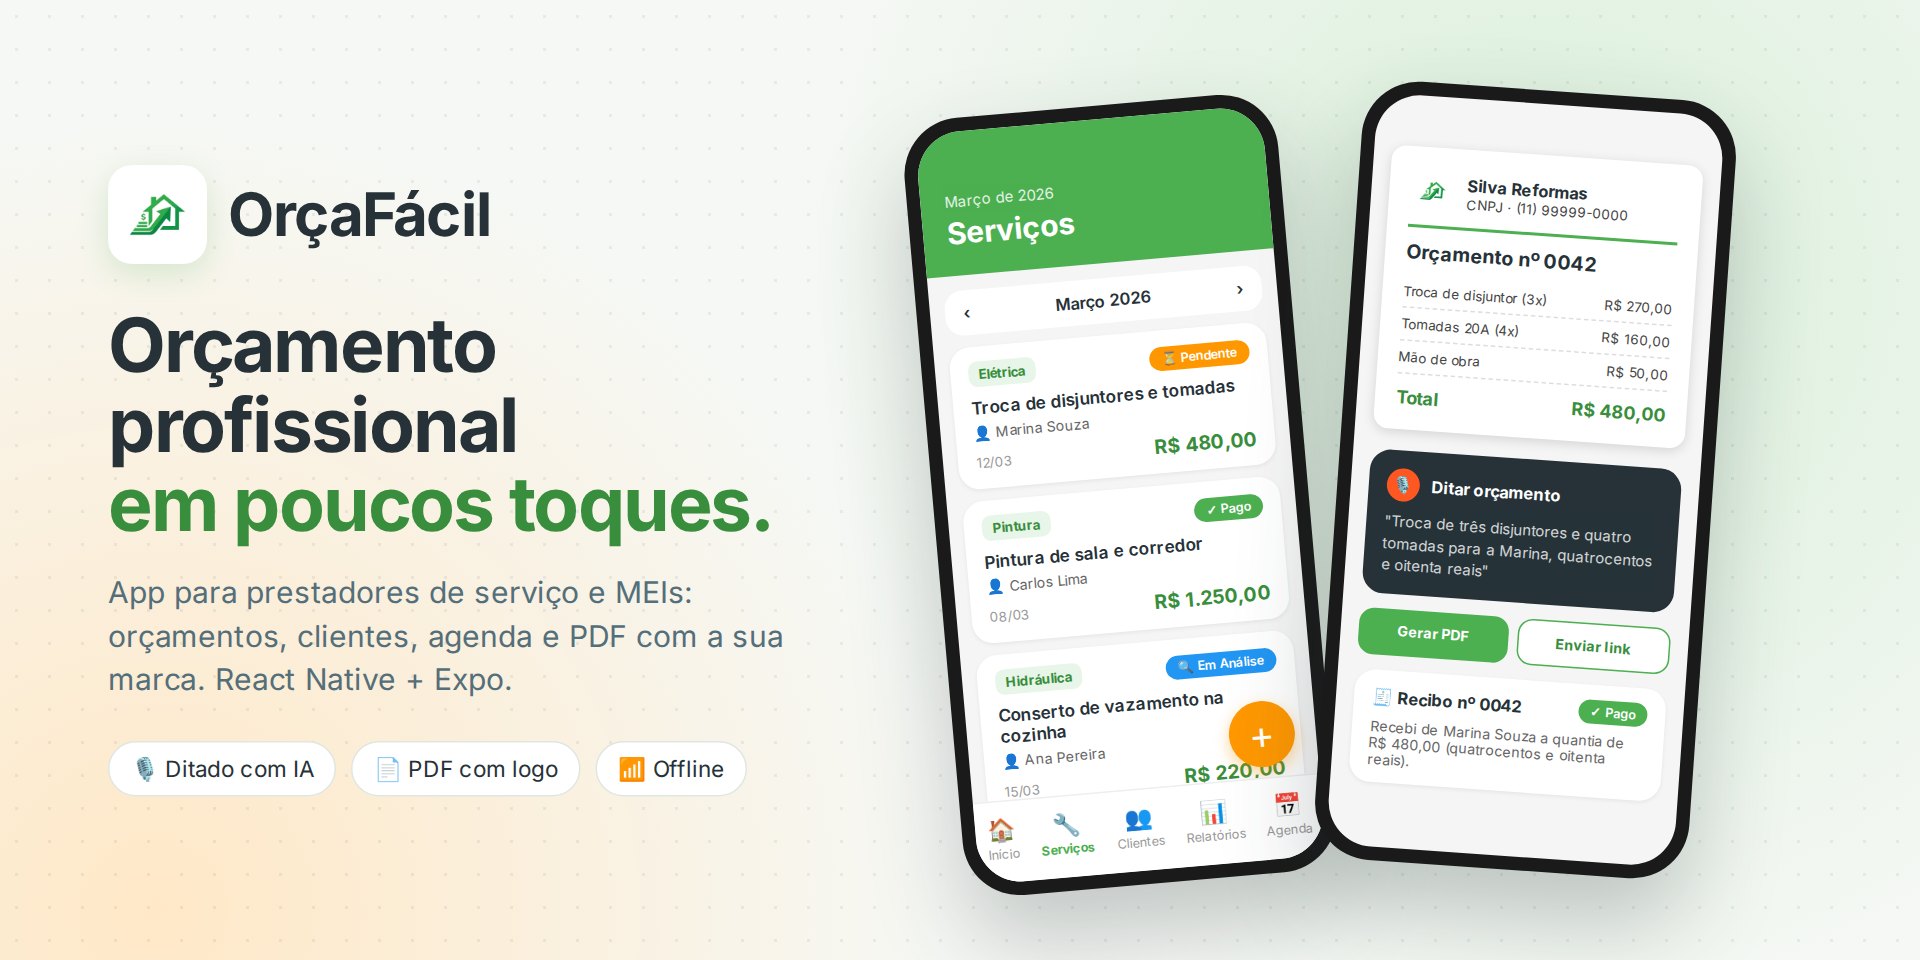 OrçaFácil
Orçamento
profissional
em poucos toques.
App para prestadores de serviço e MEIs:
orçamentos, clientes, agenda e PDF com a sua
marca. React Native + Expo.
Ditado com IA
PDF com logo
Offline
Março de 2026
Serviços
‹ Março 2026 ›
Elétrica
⏳ Pendente
Troca de disjuntores e tomadas
Marina Souza
12/03
R$ 480,00
Pintura
✓ Pago
Pintura de sala e corredor
Carlos Lima
08/03
R$ 1.250,00
Hidráulica
Em Análise
Conserto de vazamento na
cozinha
Ana Pereira
15/03
R$ 220,00
+
Início
Serviços
Clientes
Relatórios
Agenda
Silva Reformas
CNPJ · (11) 99999-0000
Orçamento nº 0042
Troca de disjuntor (3x) R$ 270,00
Tomadas 20A (4x) R$ 160,00
Mão de obra R$ 50,00
Total R$ 480,00
Ditar orçamento
"Troca de três disjuntores e quatro
tomadas para a Marina, quatrocentos
e oitenta reais"
Gerar PDF
Enviar link
Recibo nº 0042
✓ Pago
Recebi de Marina Souza a quantia de
R$ 480,00 (quatrocentos e oitenta
reais).